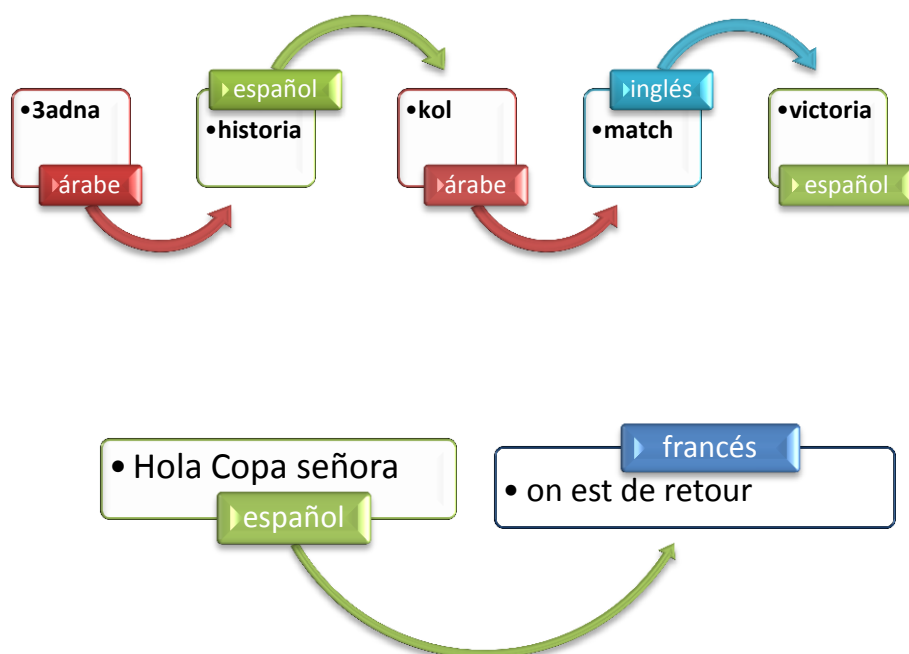 •3adna
árabe
español
•historia
•kol
árabe
inglés
•match
•victoria
español
• Hola Copa señora
español
francés
• on est de retour